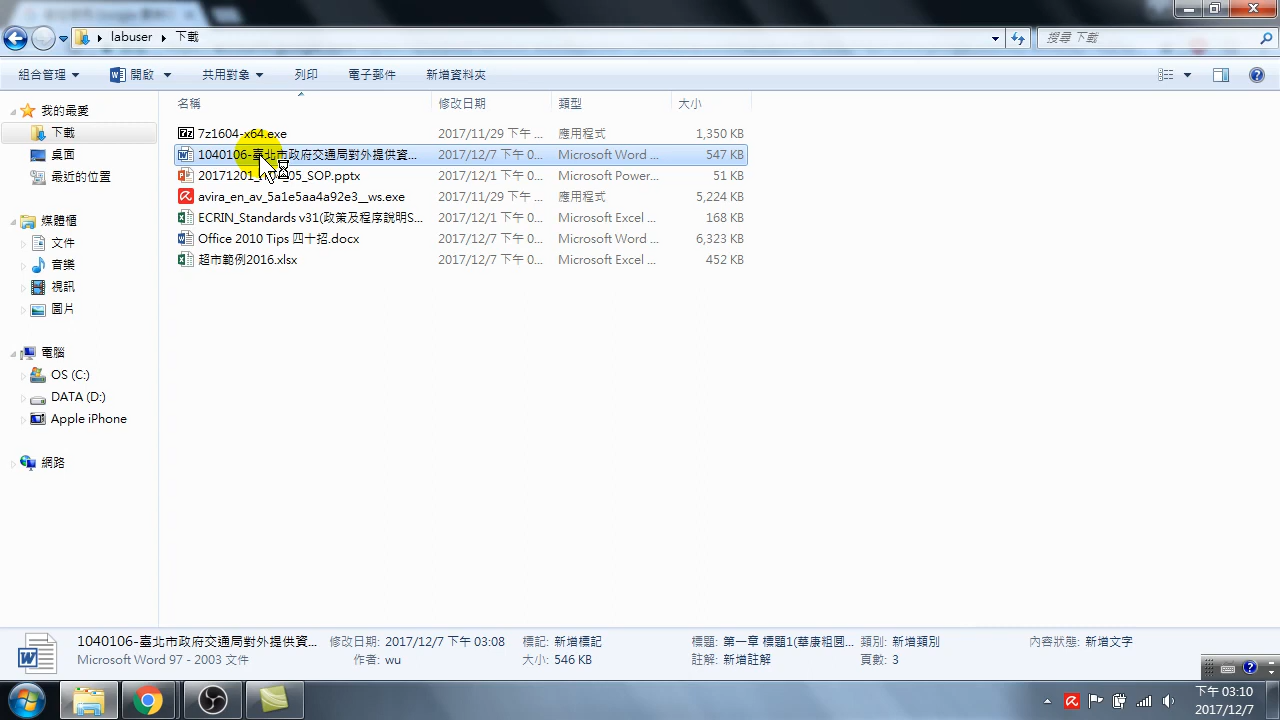 labuser 下載
搜尋 下載
組合管理 開啟 共用對象 列印 電子郵件 新增資料夾
我的最愛
下載
桌面
最近的位置
媒體櫃
文件
音樂
視訊
圖片
電腦
OS (C:)
DATA (D:)
Apple iPhone
網路
名稱 修改日期 類型 大小
7z1604-x64.exe 2017/11/29 下午 ... 應用程式 1,350 KB
1040106-臺北市政府交通局對外提供資... 2017/12/7 下午 0... Microsoft Word ... 547 KB
20171201_ 05_SOP.pptx 2017/12/1 下午 0... Microsoft Power... 51 KB
avira_en_av_5a1e5aa4a92e3__ws.exe 2017/11/29 下午 ... 應用程式 5,224 KB
ECRIN_Standards v31(政策及程序說明S... 2017/12/1 下午 0... Microsoft Excel ... 168 KB
Office 2010 Tips 四十招.docx 2017/12/7 下午 0... Microsoft Word ... 6,323 KB
超市範例2016.xlsx 2017/12/7 下午 0... Microsoft Excel ... 452 KB
1040106-臺北市政府交通局對外提供資... 修改日期: 2017/12/7 下午 03:08 標記: 新增標記 標題: 第一章 標題1(華康粗圓... 類別: 新增類別 內容狀態: 新增文字
Microsoft Word 97 - 2003 文件 作者: wu 大小: 546 KB 註解: 新增註解 頁數: 3
下午 03:10
2017/12/7